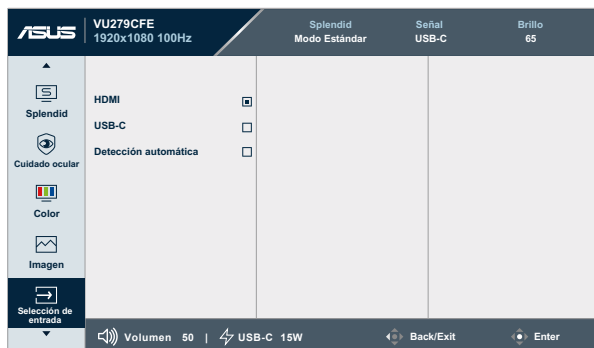 ASUS
VU279CFE
1920x1080 100Hz
Splendid
Modo Estándar
Señal
USB-C
Brillo
65
Splendid
Cuidado ocular
Color
Imagen
Selección de
entrada
HDMI
USB-C
Detección automática
Volumen 50 | USB-C 15W
Back/Exit
Enter